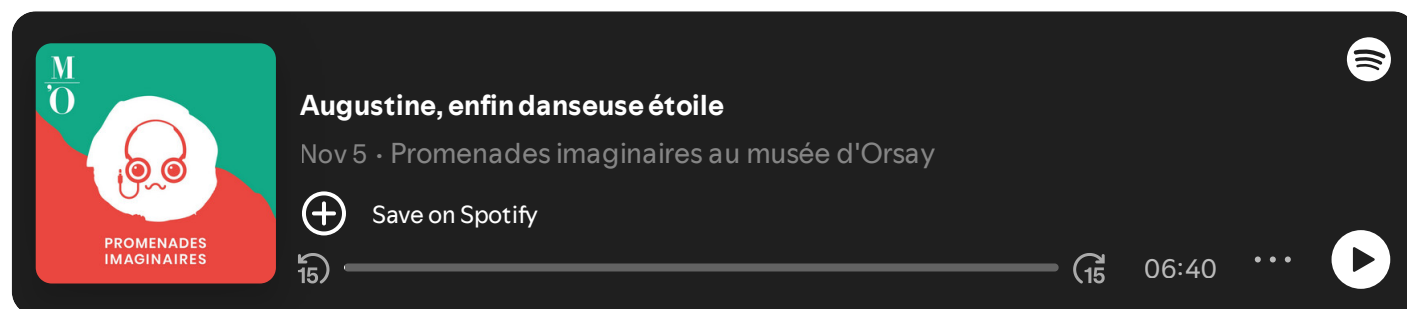 M
'O
PROMENADES
IMAGINAIRES
Augustine, enfin danseuse étoile
Nov 5 • Promenades imaginaires au musée d'Orsay
Save on Spotify
15
15
06:40